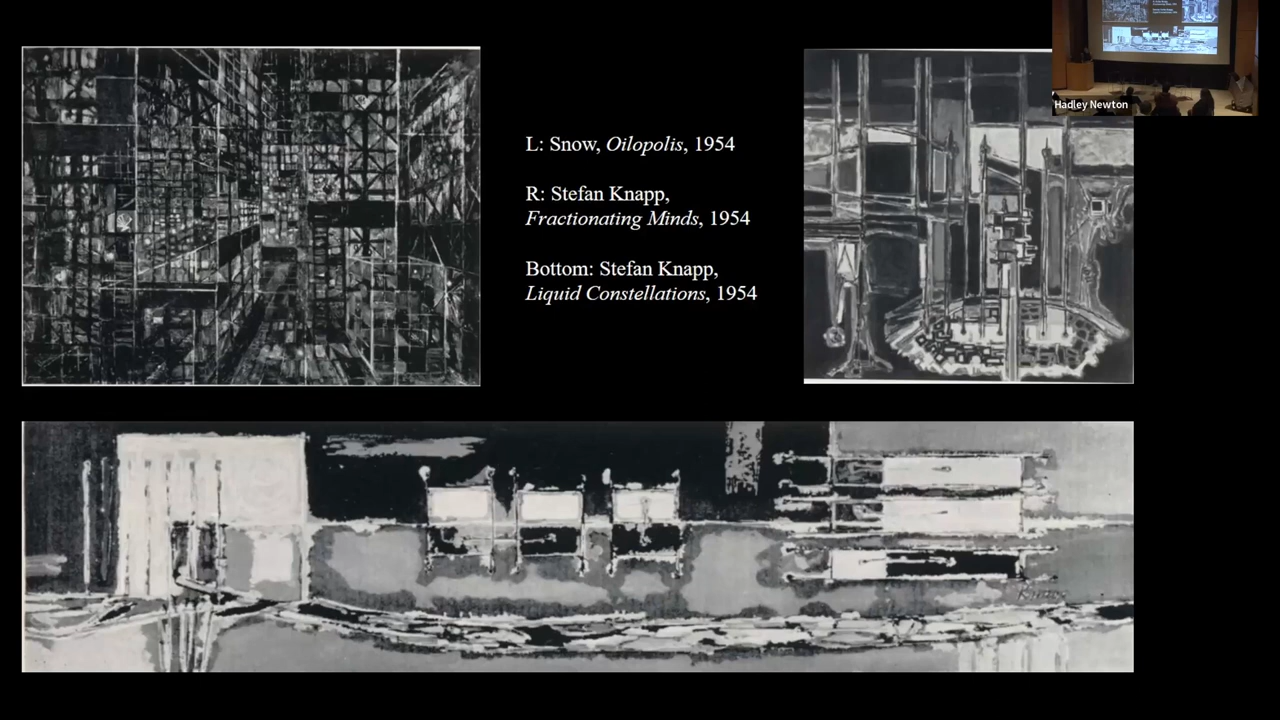 L: Snow, Oilopolis, 1954
R: Stefan Knapp,
Fractionating Minds, 1954
Bottom: Stefan Knapp,
Liquid Constellations, 1954
Hadley Newton